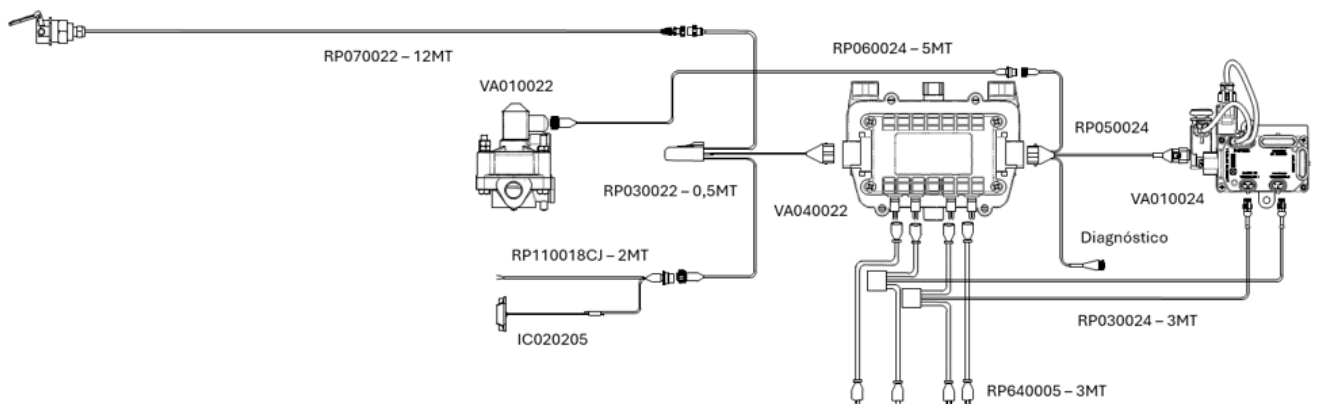 RP070022 – 12MT
RP060024 – 5MT
VA010022
RP050024
RP030022 – 0,5MT
VA040022
VA010024
Diagnóstico
RP110018CJ – 2MT
RP030024 – 3MT
IC020205
RP640005 – 3MT